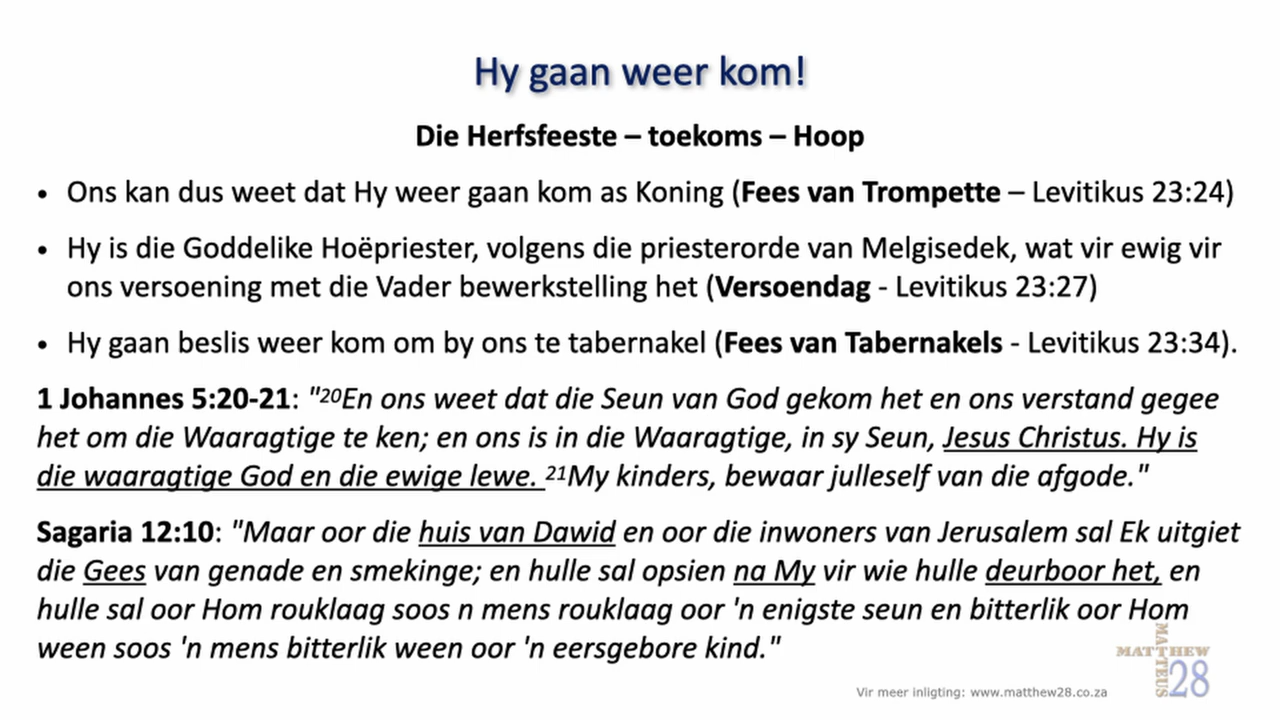 Hy gaan weer kom!
Die Herfsfeeste – toekoms – Hoop
• Ons kan dus weet dat Hy weer gaan kom as Koning (Fees van Trompette – Levitikus 23:24)
• Hy is die Goddelike Hoëpriester, volgens die priesterorde van Melgisedek, wat vir ewig vir
ons versoening met die Vader bewerkstelling het (Versoendag - Levitikus 23:27)
• Hy gaan beslis weer kom om by ons te tabernakel (Fees van Tabernakels - Levitikus 23:34).
1 Johannes 5:20-21: "20En ons weet dat die Seun van God gekom het en ons verstand gegee
het om die Waaragtige te ken; en ons is in die Waaragtige, in sy Seun, Jesus Christus. Hy is
die waaragtige God en die ewige lewe. 21My kinders, bewaar julleself van die afgode."
Sagaria 12:10: "Maar oor die huis van Dawid en oor die inwoners van Jerusalem sal Ek uitgiet
die Gees van genade en smekinge; en hulle sal opsien na My vir wie hulle deurboor het, en
hulle sal oor Hom rouklaag soos n mens rouklaag oor 'n enigste seun en bitterlik oor Hom
ween soos 'n mens bitterlik ween oor 'n eersgebore kind."
Vir meer inligting: www.matthew28.co.za
MATTHEW
MATTEUS
28